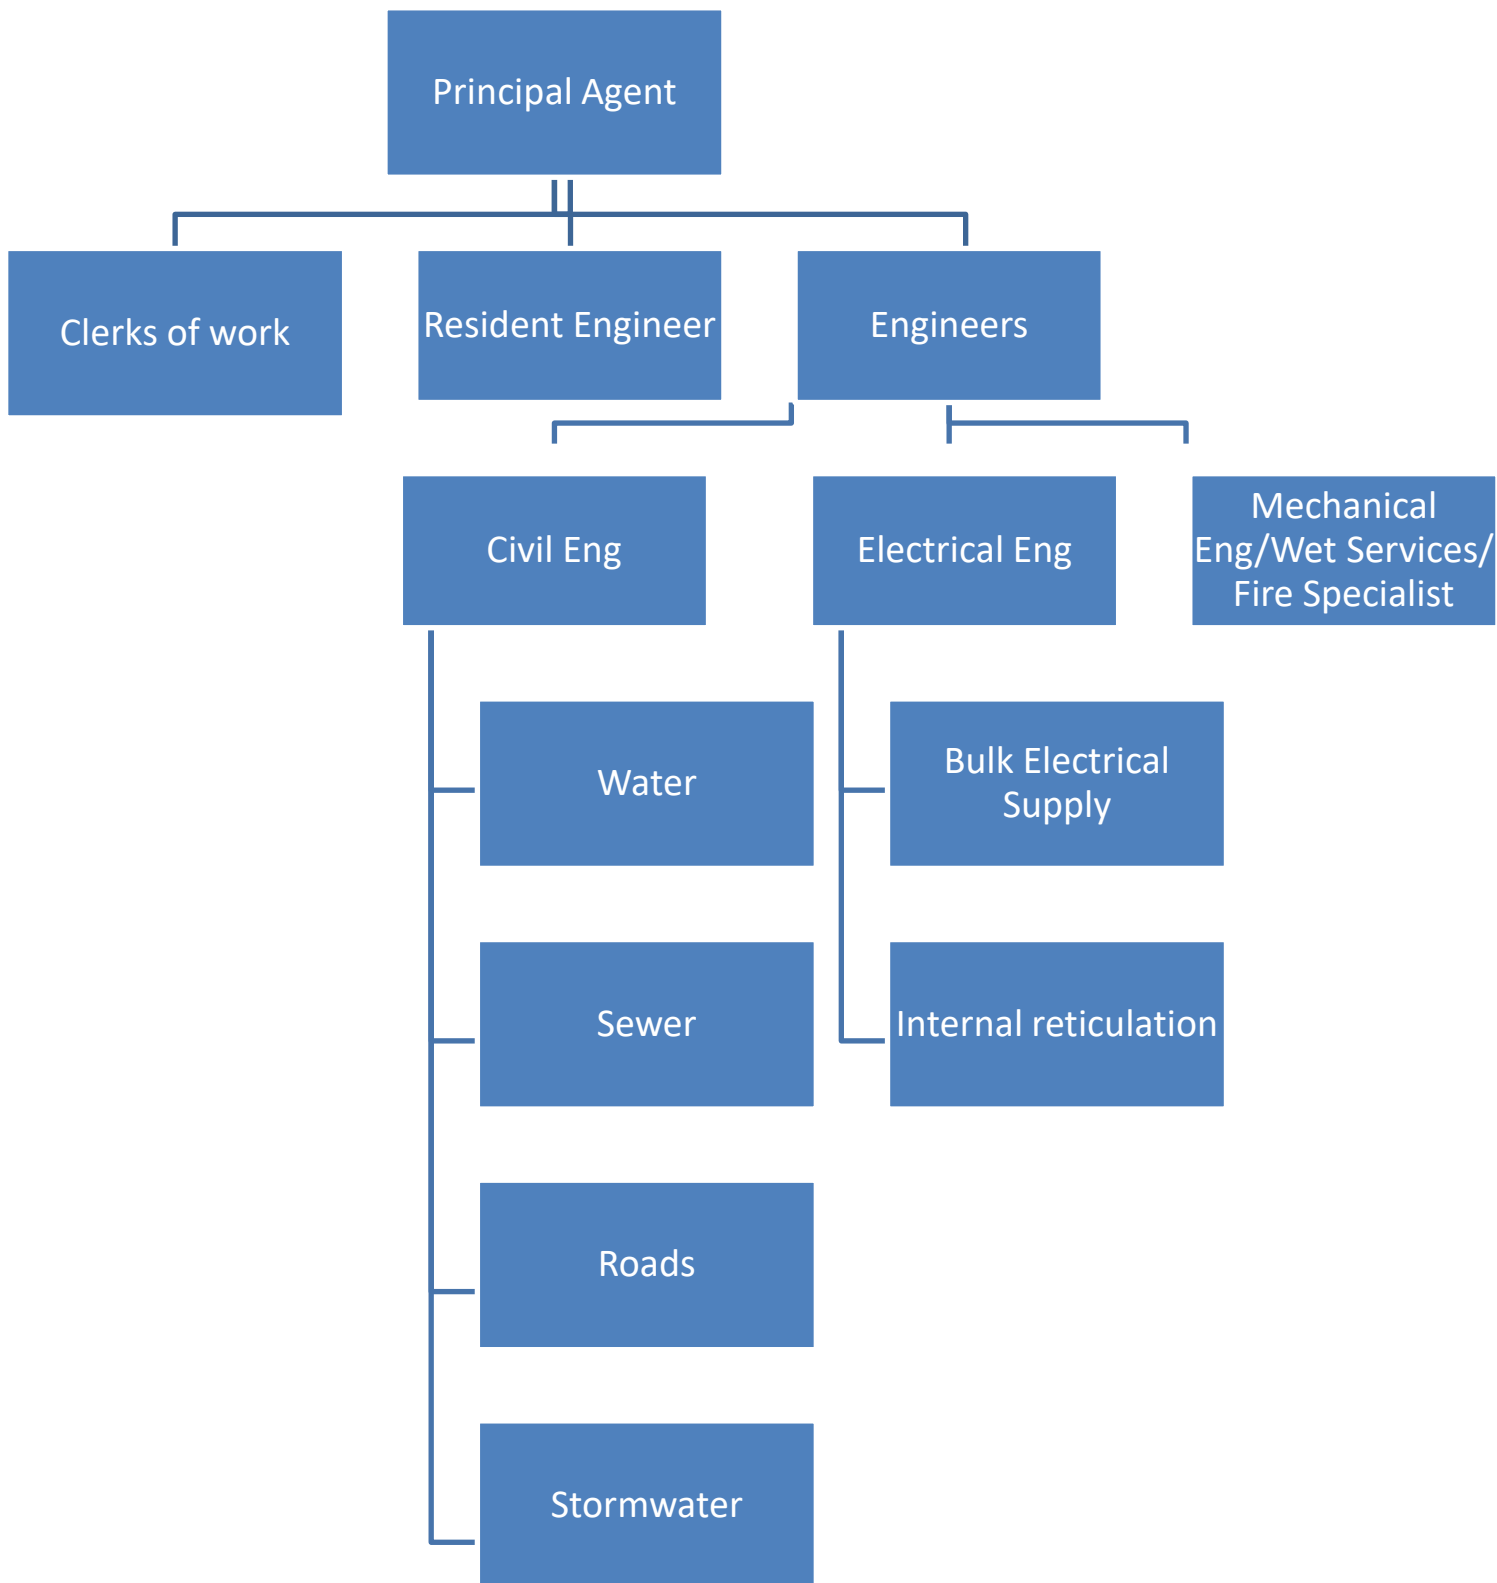 Principal Agent
Clerks of work
Resident Engineer
Engineers
Civil Eng
Electrical Eng
Mechanical
Eng/Wet Services/
Fire Specialist
Water
Bulk Electrical
Supply
Sewer
Internal reticulation
Roads
Stormwater